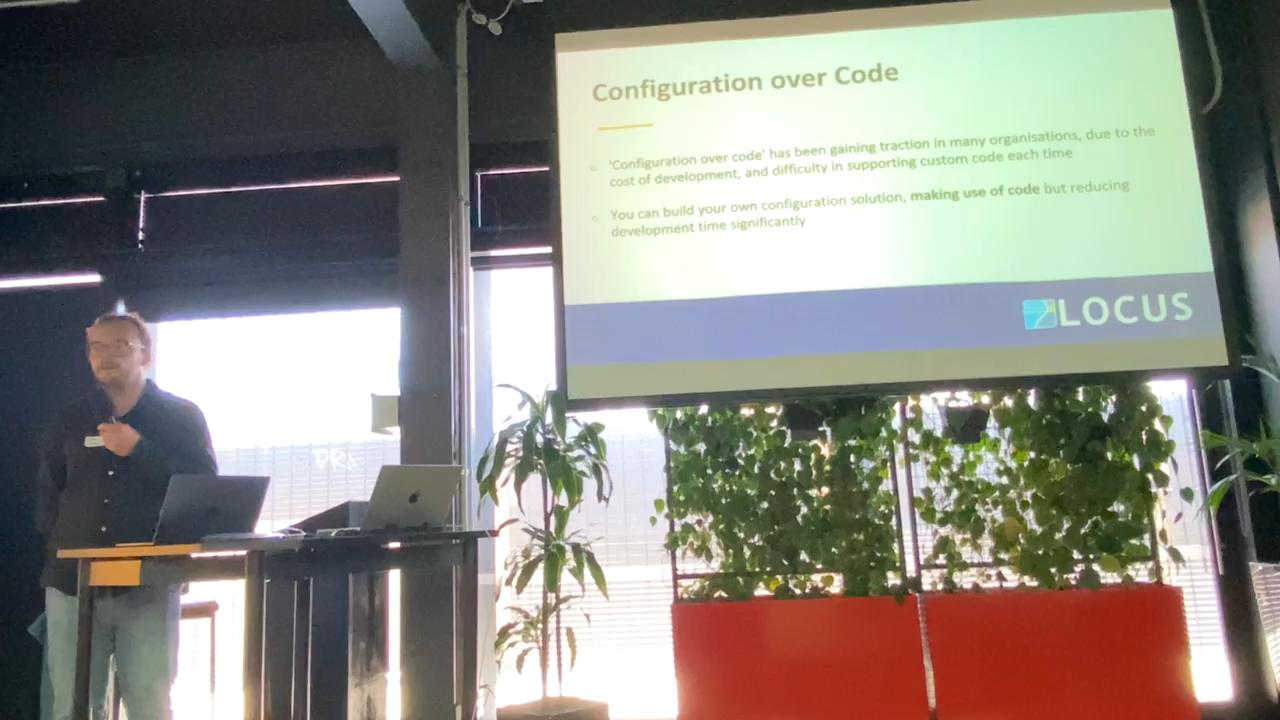 Configuration over Code
'Configuration over code' has been gaining traction in many organisations, due to the
cost of development, and difficulty in supporting custom code each time
You can build your own configuration solution, making use of code but reducing
development time significantly
LOCUS